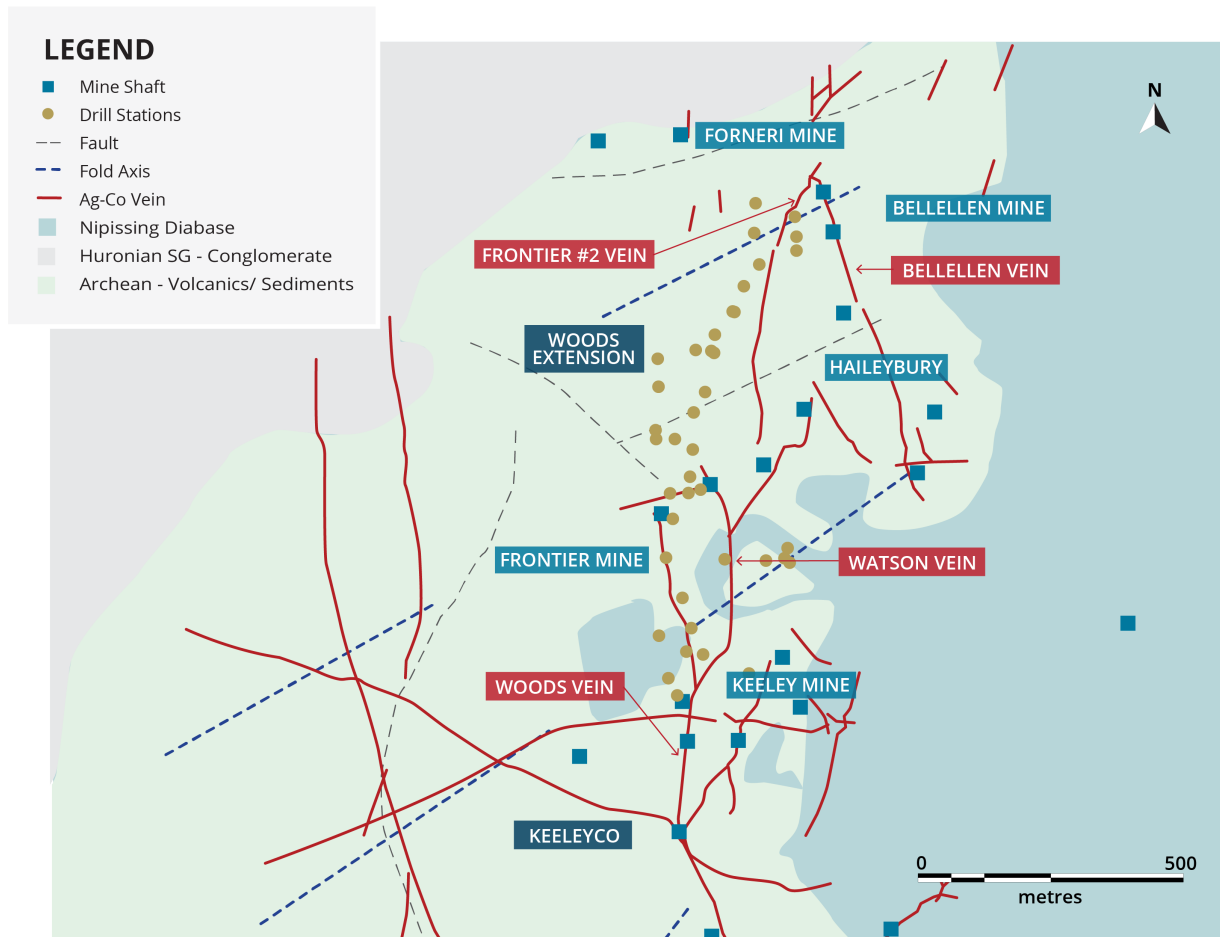 LEGEND
Mine Shaft
Drill Stations
Fault
Fold Axis
Ag-Co Vein
Nipissing Diabase
Huronian SG - Conglomerate
Archean - Volcanics/ Sediments
N
FORNERI MINE
BELLELLEN MINE
FRONTIER #2 VEIN
BELLELLEN VEIN
WOODS
EXTENSION
HAILEYBURY
FRONTIER MINE
WATSON VEIN
WOODS VEIN
KEELEY MINE
KEELEYCO
0 500
metres